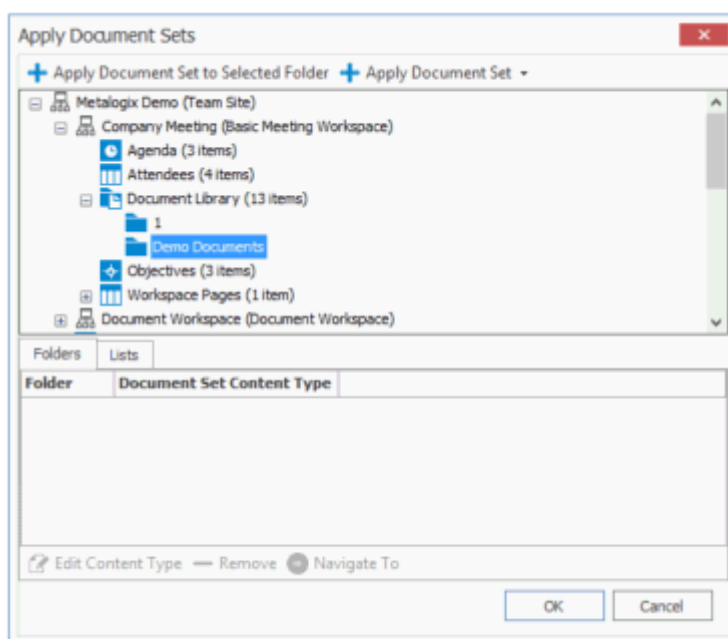 Apply Document Sets
Apply Document Set to Selected Folder Apply Document Set
Metalogix Demo (Team Site)
Company Meeting (Basic Meeting Workspace)
Agenda (3 items)
Attendees (4 items)
Document Library (13 items)
1
Demo Documents
Objectives (3 items)
Workspace Pages (1 item)
Document Workspace (Document Workspace)
Folders Lists
Folder Document Set Content Type
Edit Content Type Remove Navigate To
OK Cancel